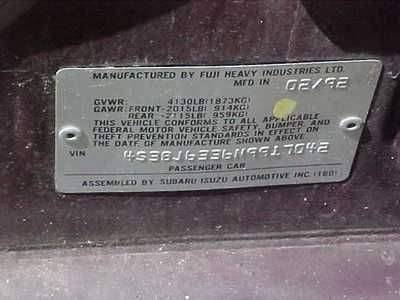 MANUFACTURED BY FUJI HEAVY INDUSTRIES LTD.
MFD IN 02/92
GVWR: 4130LB(1873KG)
GAWR:FRONT-2015LB( 914KG)
REAR -2115LB( 959KG)
THIS VEHICLE CONFORMS TO ALL APPLICABLE
FEDERAL MOTOR VEHICLE SAFETY, BUMPER, AND
THEFT PREVENTION STANDARDS IN EFFECT ON
THE DATE OF MANUFACTURE SHOWN ABOVE
VIN
PASSENGER CAR
ASSEMBLED BY SUBARU-ISUZU AUTOMOTIVE INC.(180)